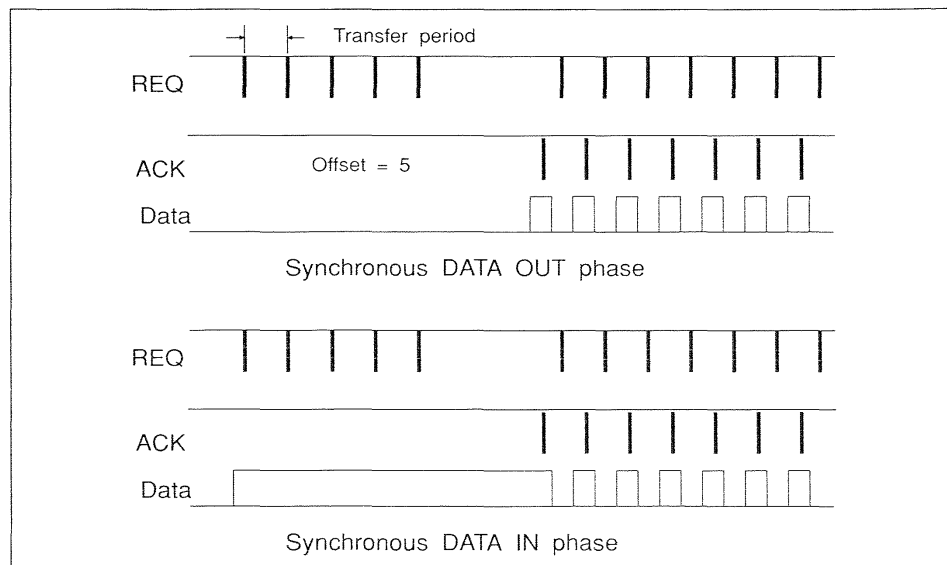 Transfer period
REQ
ACK
Offset = 5
Data
Synchronous DATA OUT phase
REQ
ACK
Data
Synchronous DATA IN phase